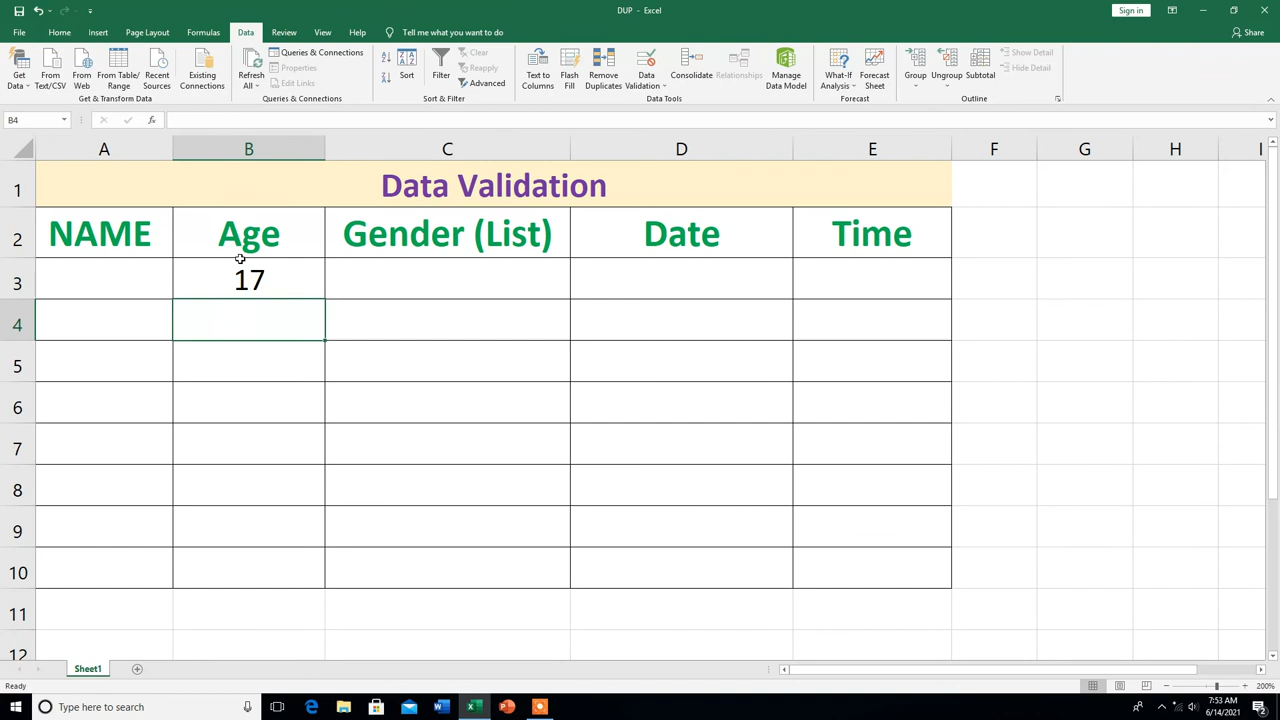 DUP - Excel
Sign in
File Home Insert Page Layout Formulas Data Review View Help Tell me what you want to do
Share
Get Data
From Text/CSV
From Web
From Table/ Range
Recent Sources
Existing Connections
Get & Transform Data
Refresh All
Queries & Connections
Properties
Edit Links
Queries & Connections
Sort
Filter
Clear
Reapply
Advanced
Sort & Filter
Text to Columns
Flash Fill
Remove Duplicates
Data Validation
Consolidate
Relationships
Manage Data Model
Data Tools
What-If Analysis
Forecast Sheet
Forecast
Group
Ungroup
Subtotal
Show Detail
Hide Detail
Outline
B4
fx
A B C D E F G H I
1 Data Validation
2 NAME Age Gender (List) Date Time
3 17
4
5
6
7
8
9
10
11
12
Sheet1
Ready
200%
Type here to search
7:53 AM
6/14/2021
2